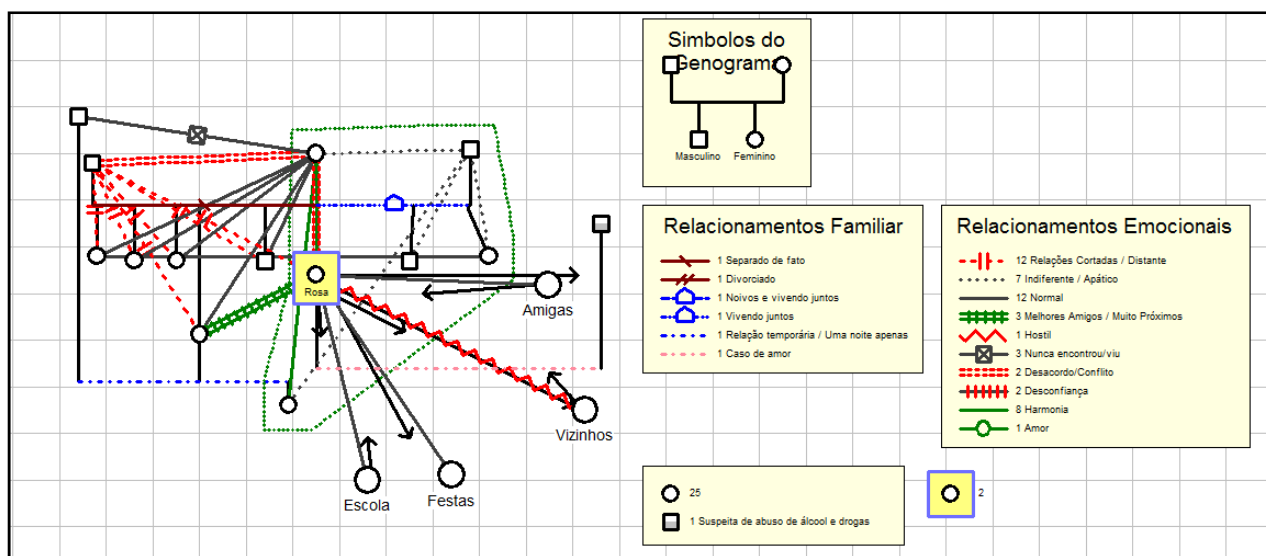 Simbolos do
Genograma
Masculino
Feminino
Relacionamentos Familiar
1 Separado de fato
1 Divorciado
1 Noivos e vivendo juntos
1 Vivendo juntos
1 Relação temporária / Uma noite apenas
1 Caso de amor
Relacionamentos Emocionais
12 Relações Cortadas / Distante
7 Indiferente / Apático
12 Normal
3 Melhores Amigos / Muito Próximos
1 Hostil
3 Nunca encontrou/viu
2 Desacordo/Conflito
2 Desconfiança
8 Harmonia
1 Amor
Rosa
Amigas
Vizinhos
Escola
Festas
25
1 Suspeita de abuso de álcool e drogas
2